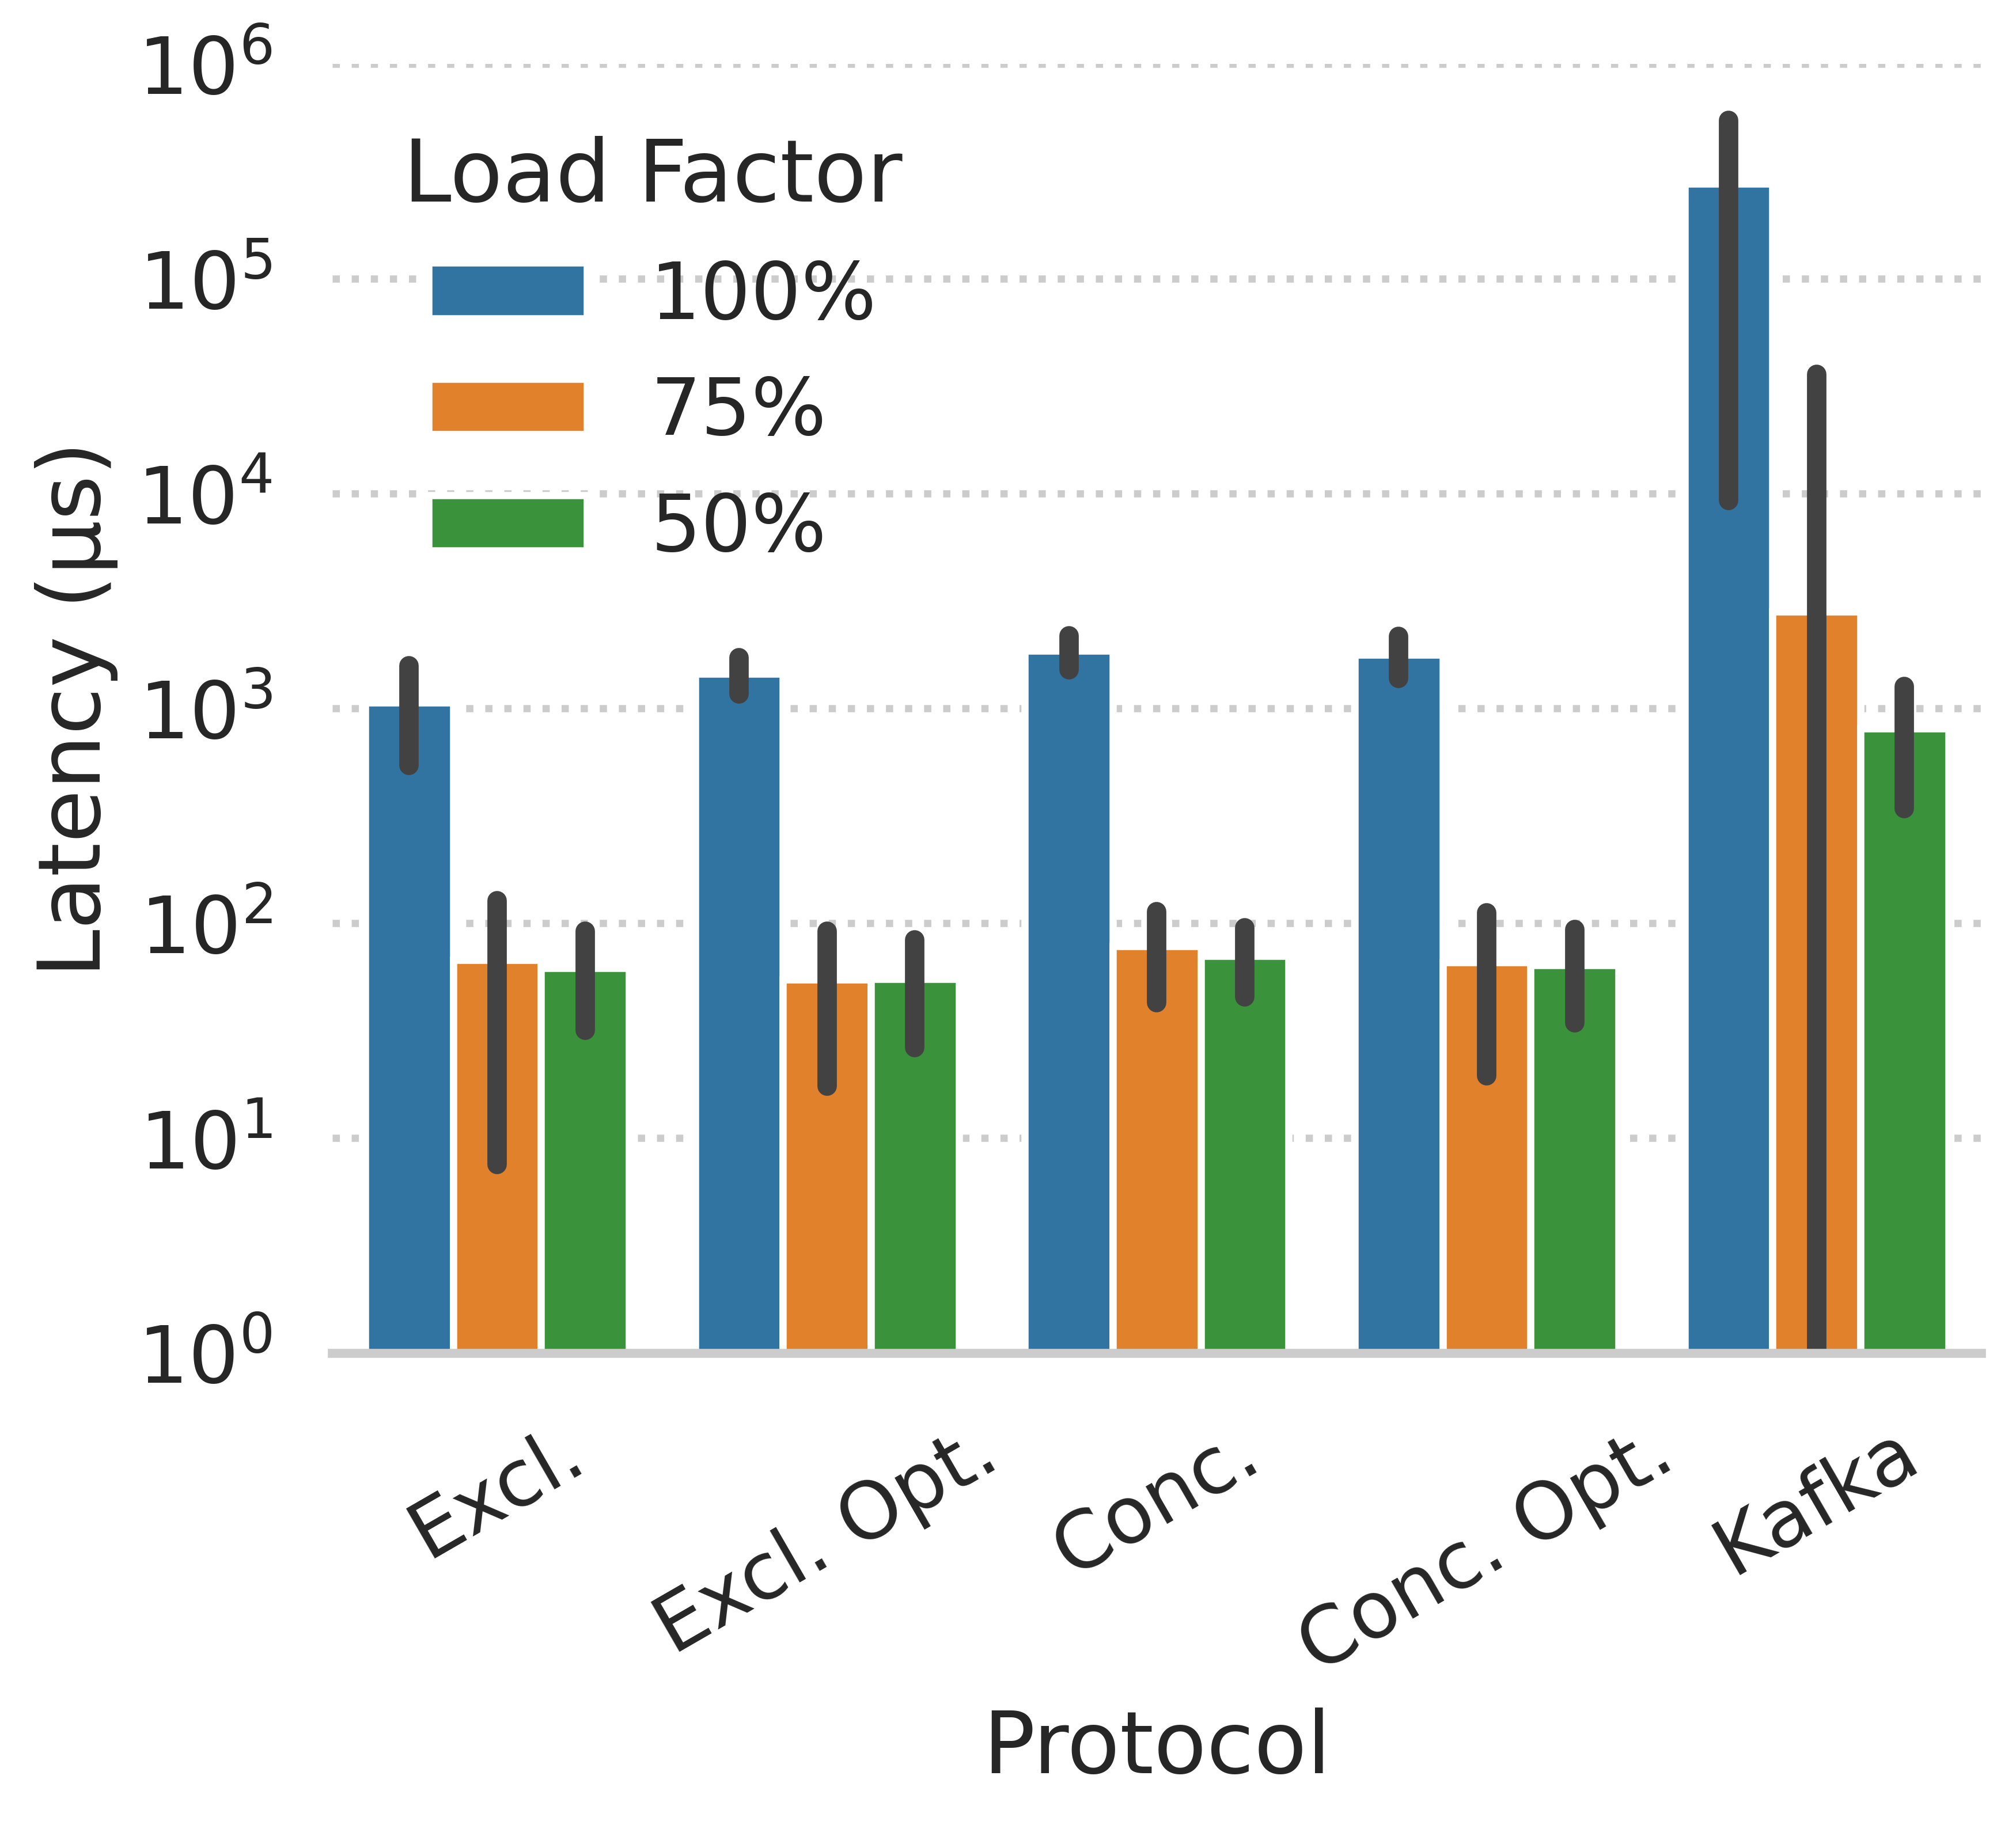 Latency (µs)
10⁶
10⁵
10⁴
10³
10²
10¹
10⁰
Load Factor
100%
75%
50%
Excl.
Excl. Opt.
Conc.
Conc. Opt.
Kafka
Protocol